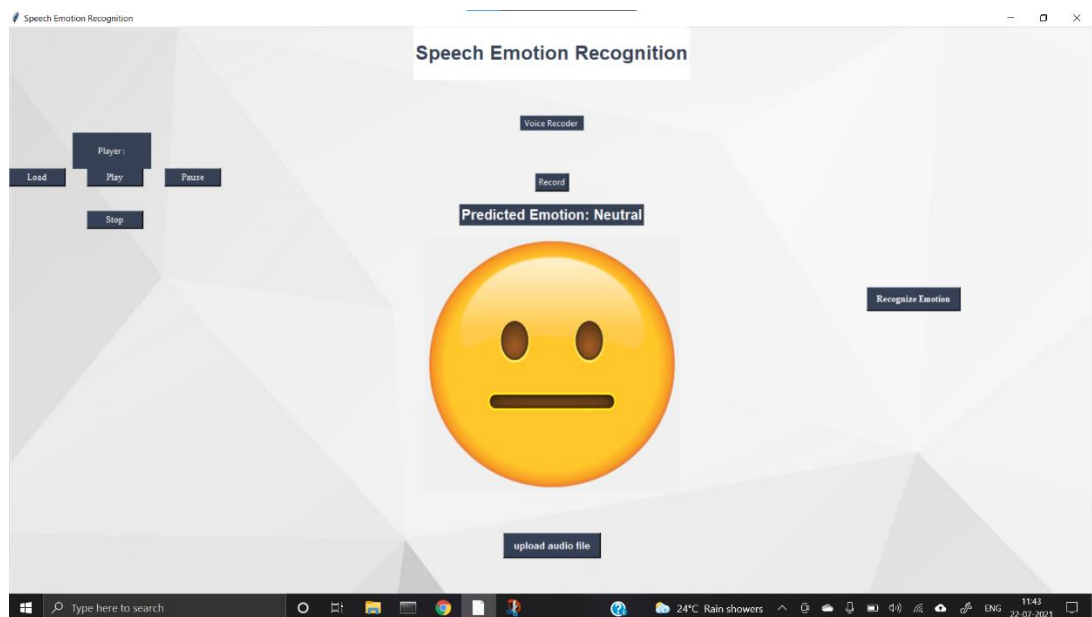 Speech Emotion Recognition
Speech Emotion Recognition
Voice Recoder
Player :
Load
Play
Pause
Record
Stop
Predicted Emotion: Neutral
Recognize Emotion
upload audio file
Type here to search
24°C Rain showers
ENG
11:43
22-07-2021